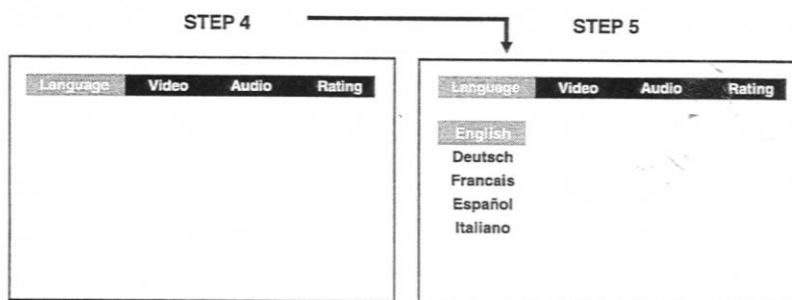 STEP 4
STEP 5
Language Video Audio Rating
Language Video Audio Rating
English
Deutsch
Francais
Español
Italiano